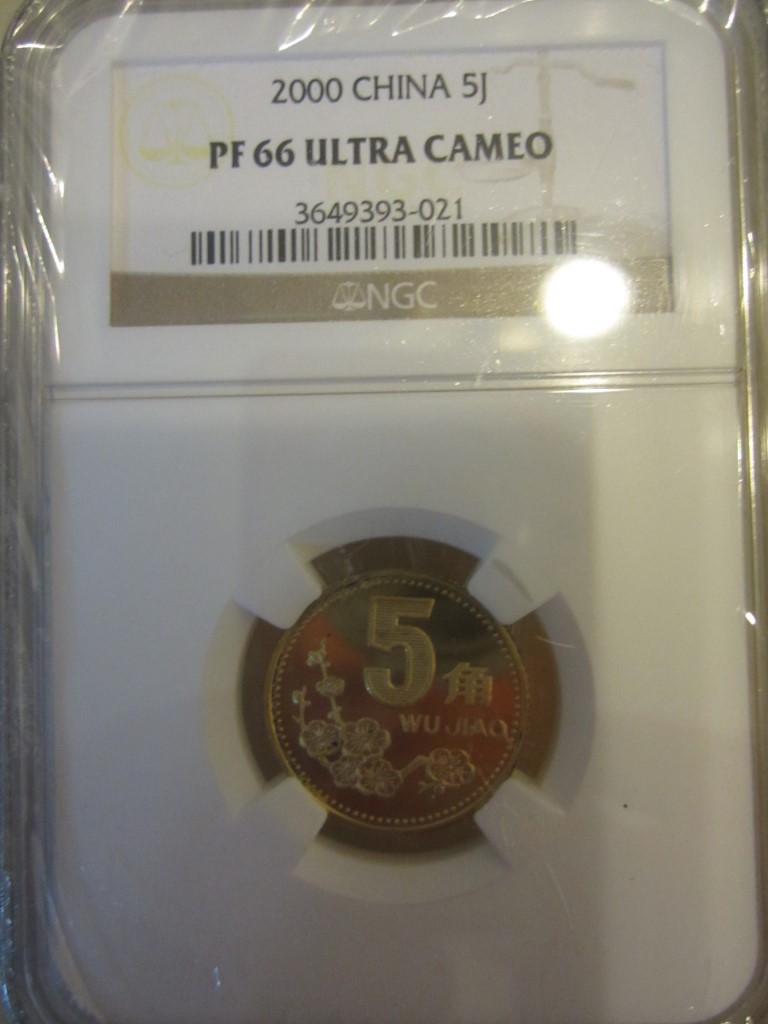 2000 CHINA 5J
PF 66 ULTRA CAMEO
3649393-021
NGC
5角
WU JIAO